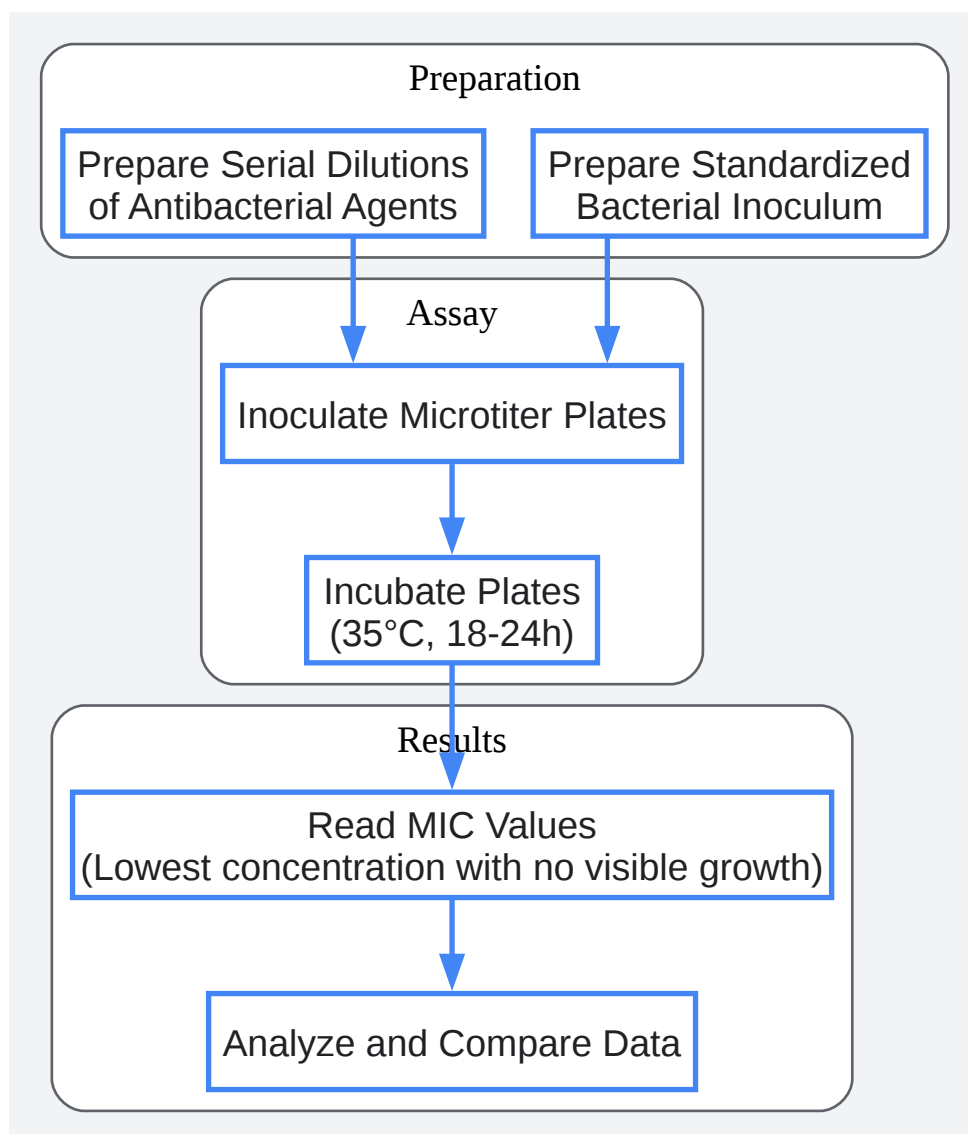 Preparation
Prepare Serial Dilutions
of Antibacterial Agents
Prepare Standardized
Bacterial Inoculum
Assay
Inoculate Microtiter Plates
Incubate Plates
(35°C, 18-24h)
Results
Read MIC Values
(Lowest concentration with no visible growth)
Analyze and Compare Data